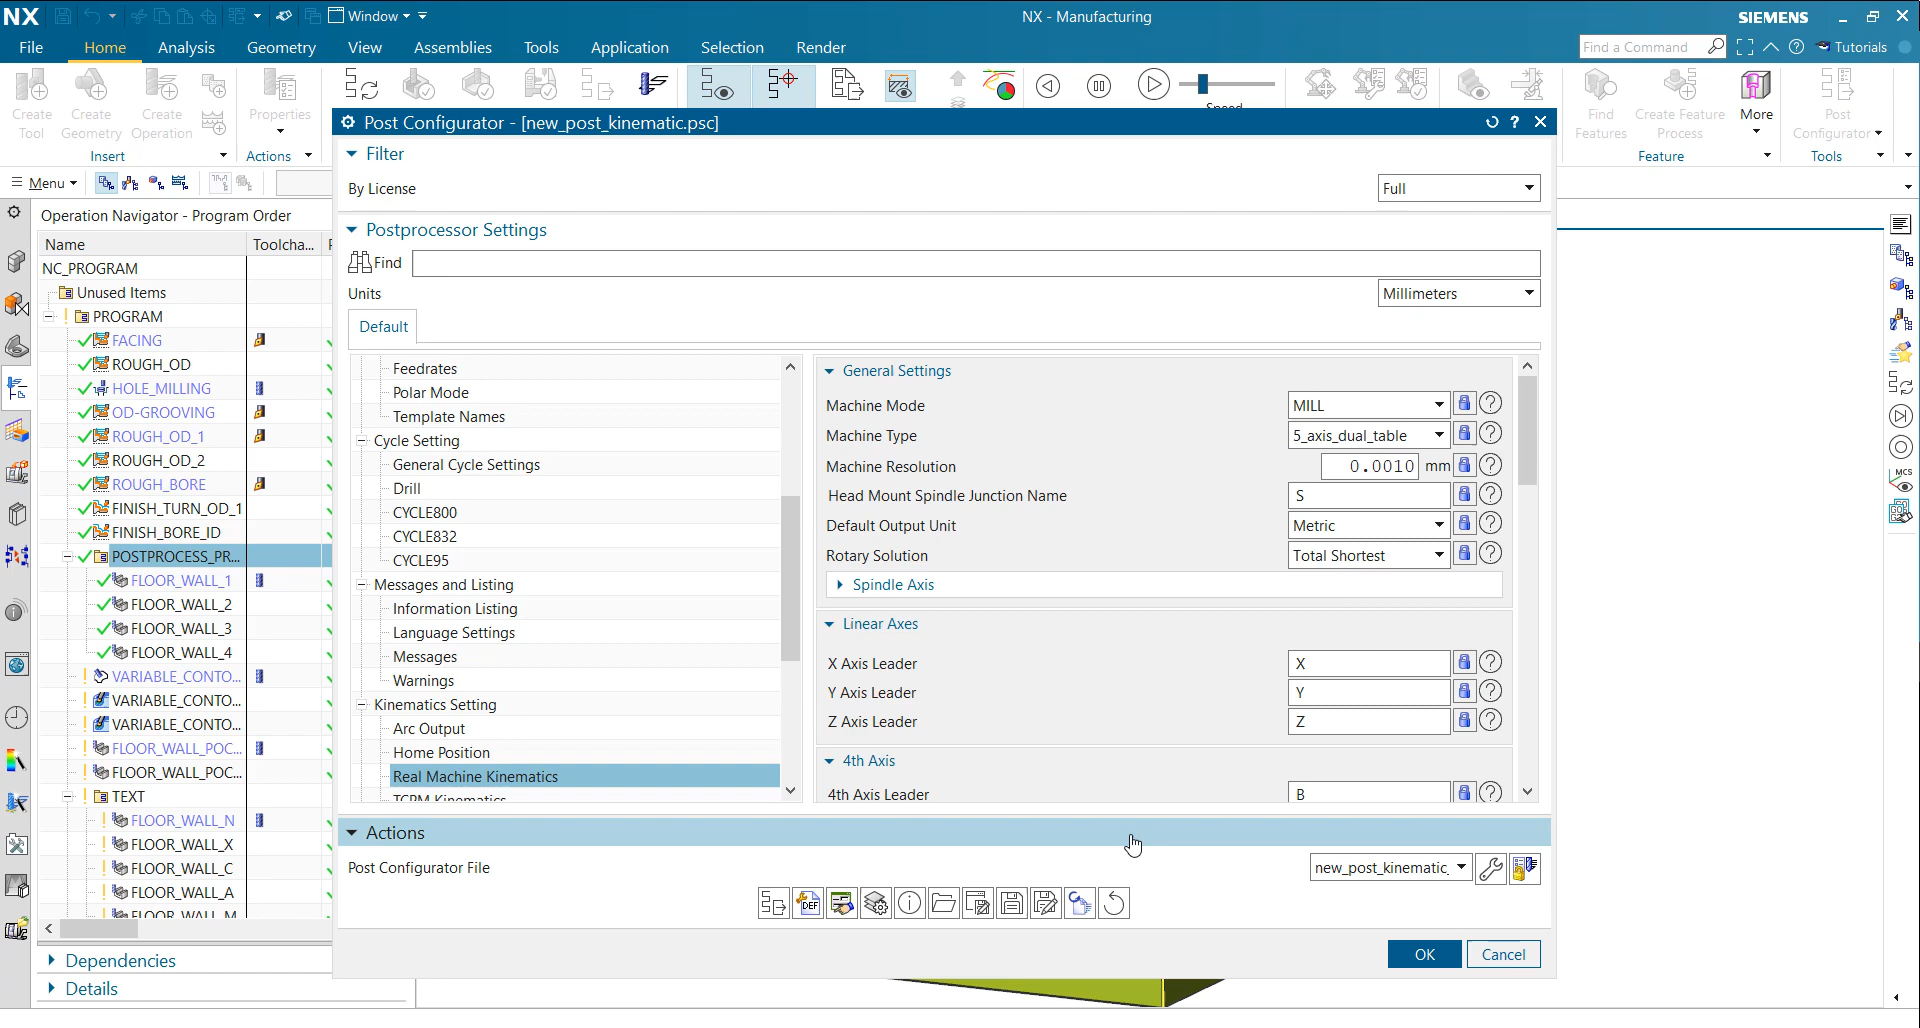 NX
Window
NX - Manufacturing
SIEMENS
File
Home
Analysis
Geometry
View
Assemblies
Tools
Application
Selection
Render
Find a Command
Tutorials
Create Tool
Create Geometry
Create Operation
Properties
Speed
Find Features
Create Feature Process
More
Post Configurator
Insert
Actions
Feature
Tools
Menu
Post Configurator - [new_post_kinematic.psc]
Filter
By License
Full
Postprocessor Settings
Find
Units
Millimeters
Default
Operation Navigator - Program Order
Name
Toolcha...
NC_PROGRAM
Unused Items
PROGRAM
FACING
ROUGH_OD
HOLE_MILLING
OD-GROOVING
ROUGH_OD_1
ROUGH_OD_2
ROUGH_BORE
FINISH_TURN_OD_1
FINISH_BORE_ID
POSTPROCESS_PR...
FLOOR_WALL_1
FLOOR_WALL_2
FLOOR_WALL_3
FLOOR_WALL_4
VARIABLE_CONTO...
VARIABLE_CONTO...
VARIABLE_CONTO...
FLOOR_WALL_POC...
FLOOR_WALL_POC...
TEXT
FLOOR_WALL_N
FLOOR_WALL_X
FLOOR_WALL_C
FLOOR_WALL_A
FLOOR_WALL_M
Dependencies
Details
Feedrates
Polar Mode
Template Names
Cycle Setting
General Cycle Settings
Drill
CYCLE800
CYCLE832
CYCLE95
Messages and Listing
Information Listing
Language Settings
Messages
Warnings
Kinematics Setting
Arc Output
Home Position
Real Machine Kinematics
TCPM Kinematics
General Settings
Machine Mode MILL
Machine Type 5_axis_dual_table
Machine Resolution 0.0010 mm
Head Mount Spindle Junction Name S
Default Output Unit Metric
Rotary Solution Total Shortest
Spindle Axis
Linear Axes
X Axis Leader X
Y Axis Leader Y
Z Axis Leader Z
4th Axis
4th Axis Leader B
Actions
Post Configurator File
new_post_kinematic_
DEF
OK
Cancel
MCS